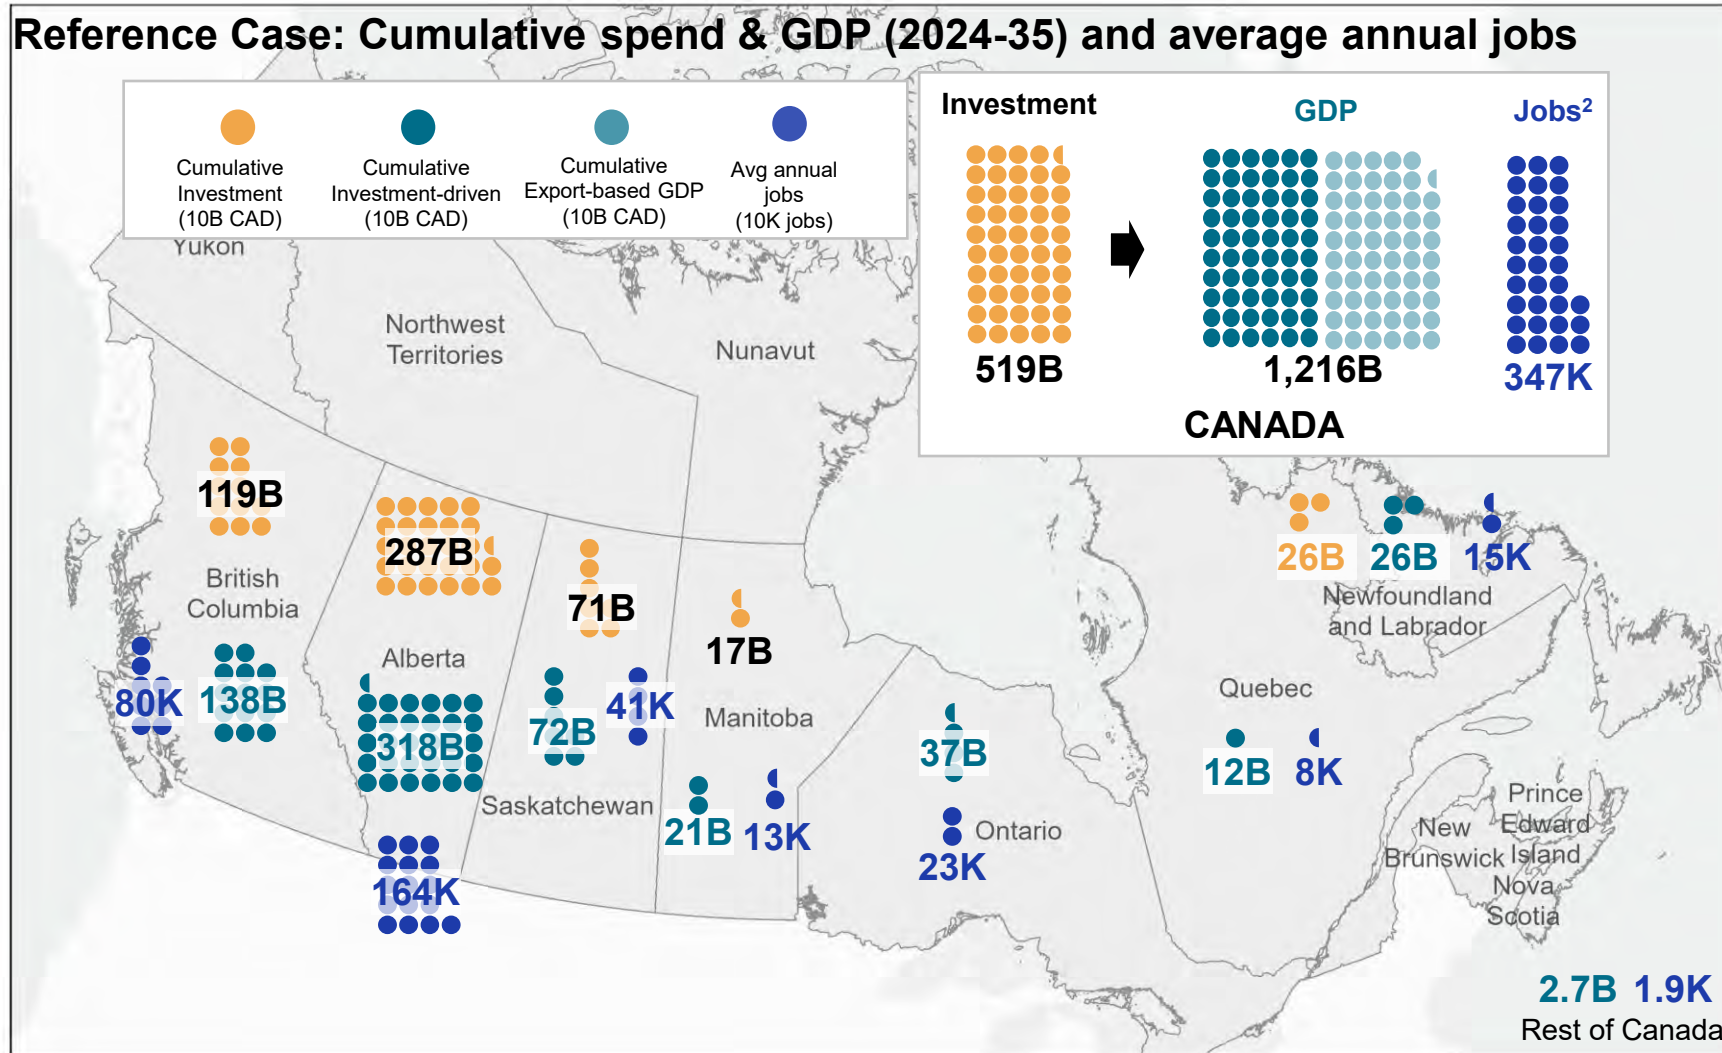 Reference Case: Cumulative spend & GDP (2024-35) and average annual jobs
Cumulative
Investment
(10B CAD)
Cumulative
Investment-driven
(10B CAD)
Cumulative
Export-based GDP
(10B CAD)
Avg annual
jobs
(10K jobs)
Investment
GDP
Jobs²
519B
1,216B
347K
CANADA
Yukon
Northwest
Territories
Nunavut
119B
British
Columbia
80K
138B
287B
Alberta
318B
164K
71B
72B
41K
Saskatchewan
17B
Manitoba
21B
13K
37B
Ontario
23K
Quebec
12B
8K
26B
26B
15K
Newfoundland
and Labrador
Prince
Edward
Island
New
Brunswick
Nova
Scotia
2.7B 1.9K
Rest of Canada